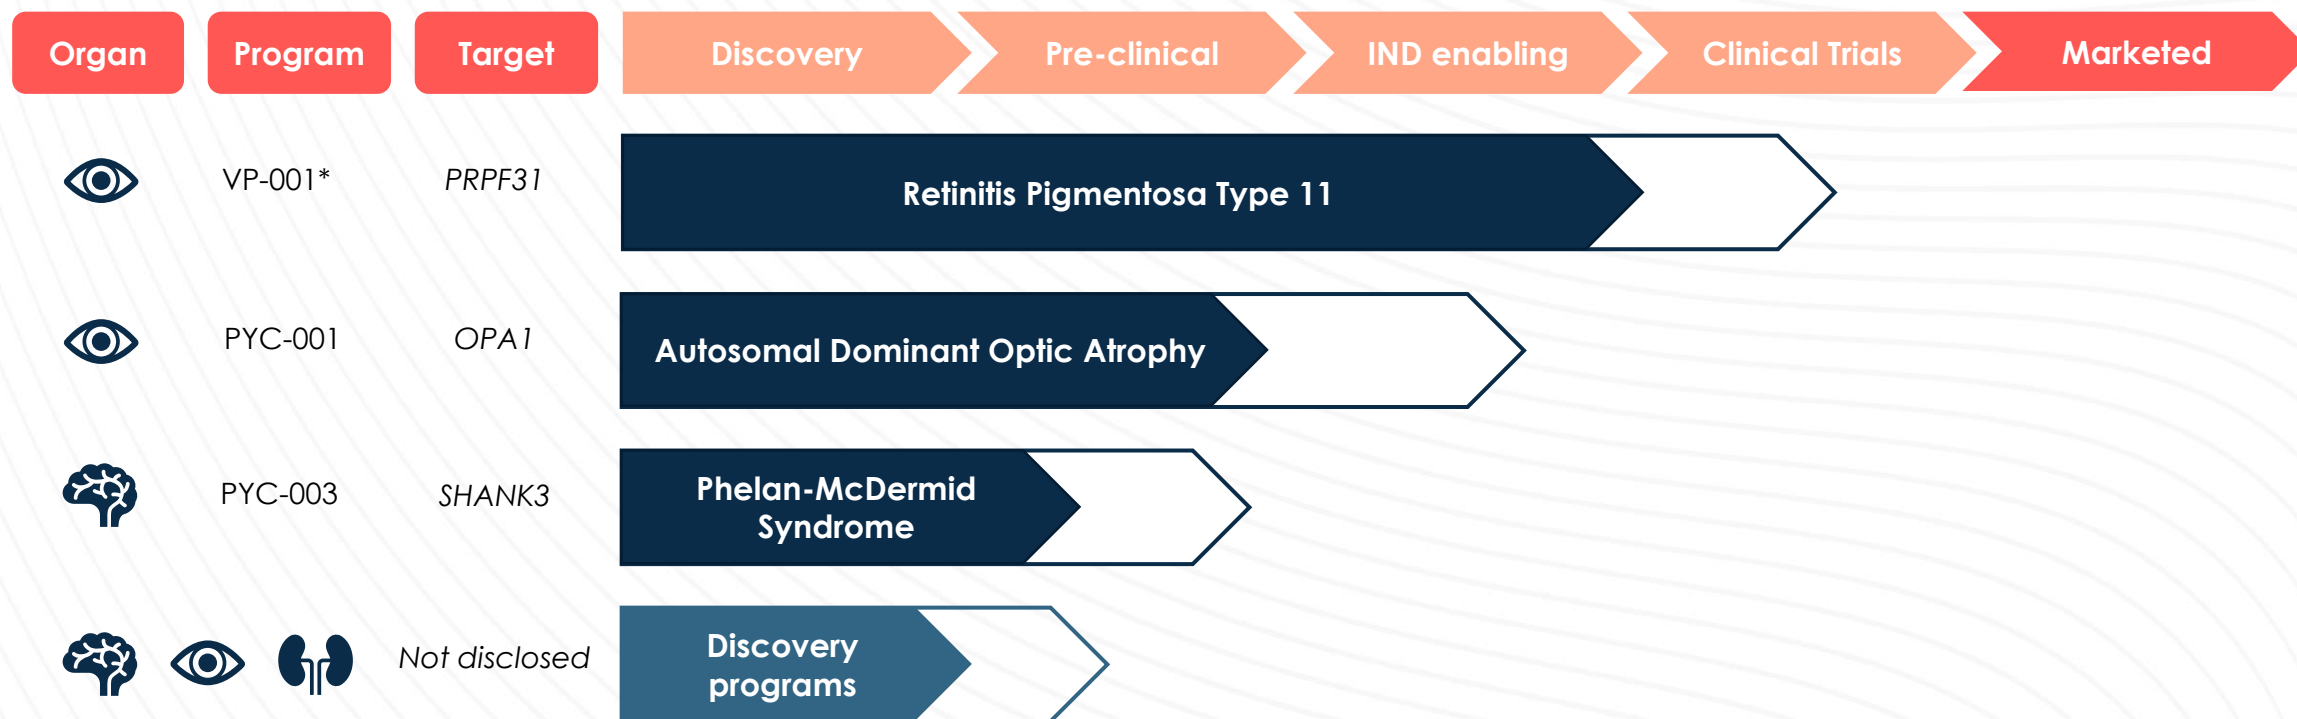 Organ Program Target Discovery Pre-clinical IND enabling Clinical Trials Marketed
VP-001* PRPF31 Retinitis Pigmentosa Type 11
PYC-001 OPA1 Autosomal Dominant Optic Atrophy
PYC-003 SHANK3 Phelan-McDermid
Syndrome
Not disclosed Discovery
programs